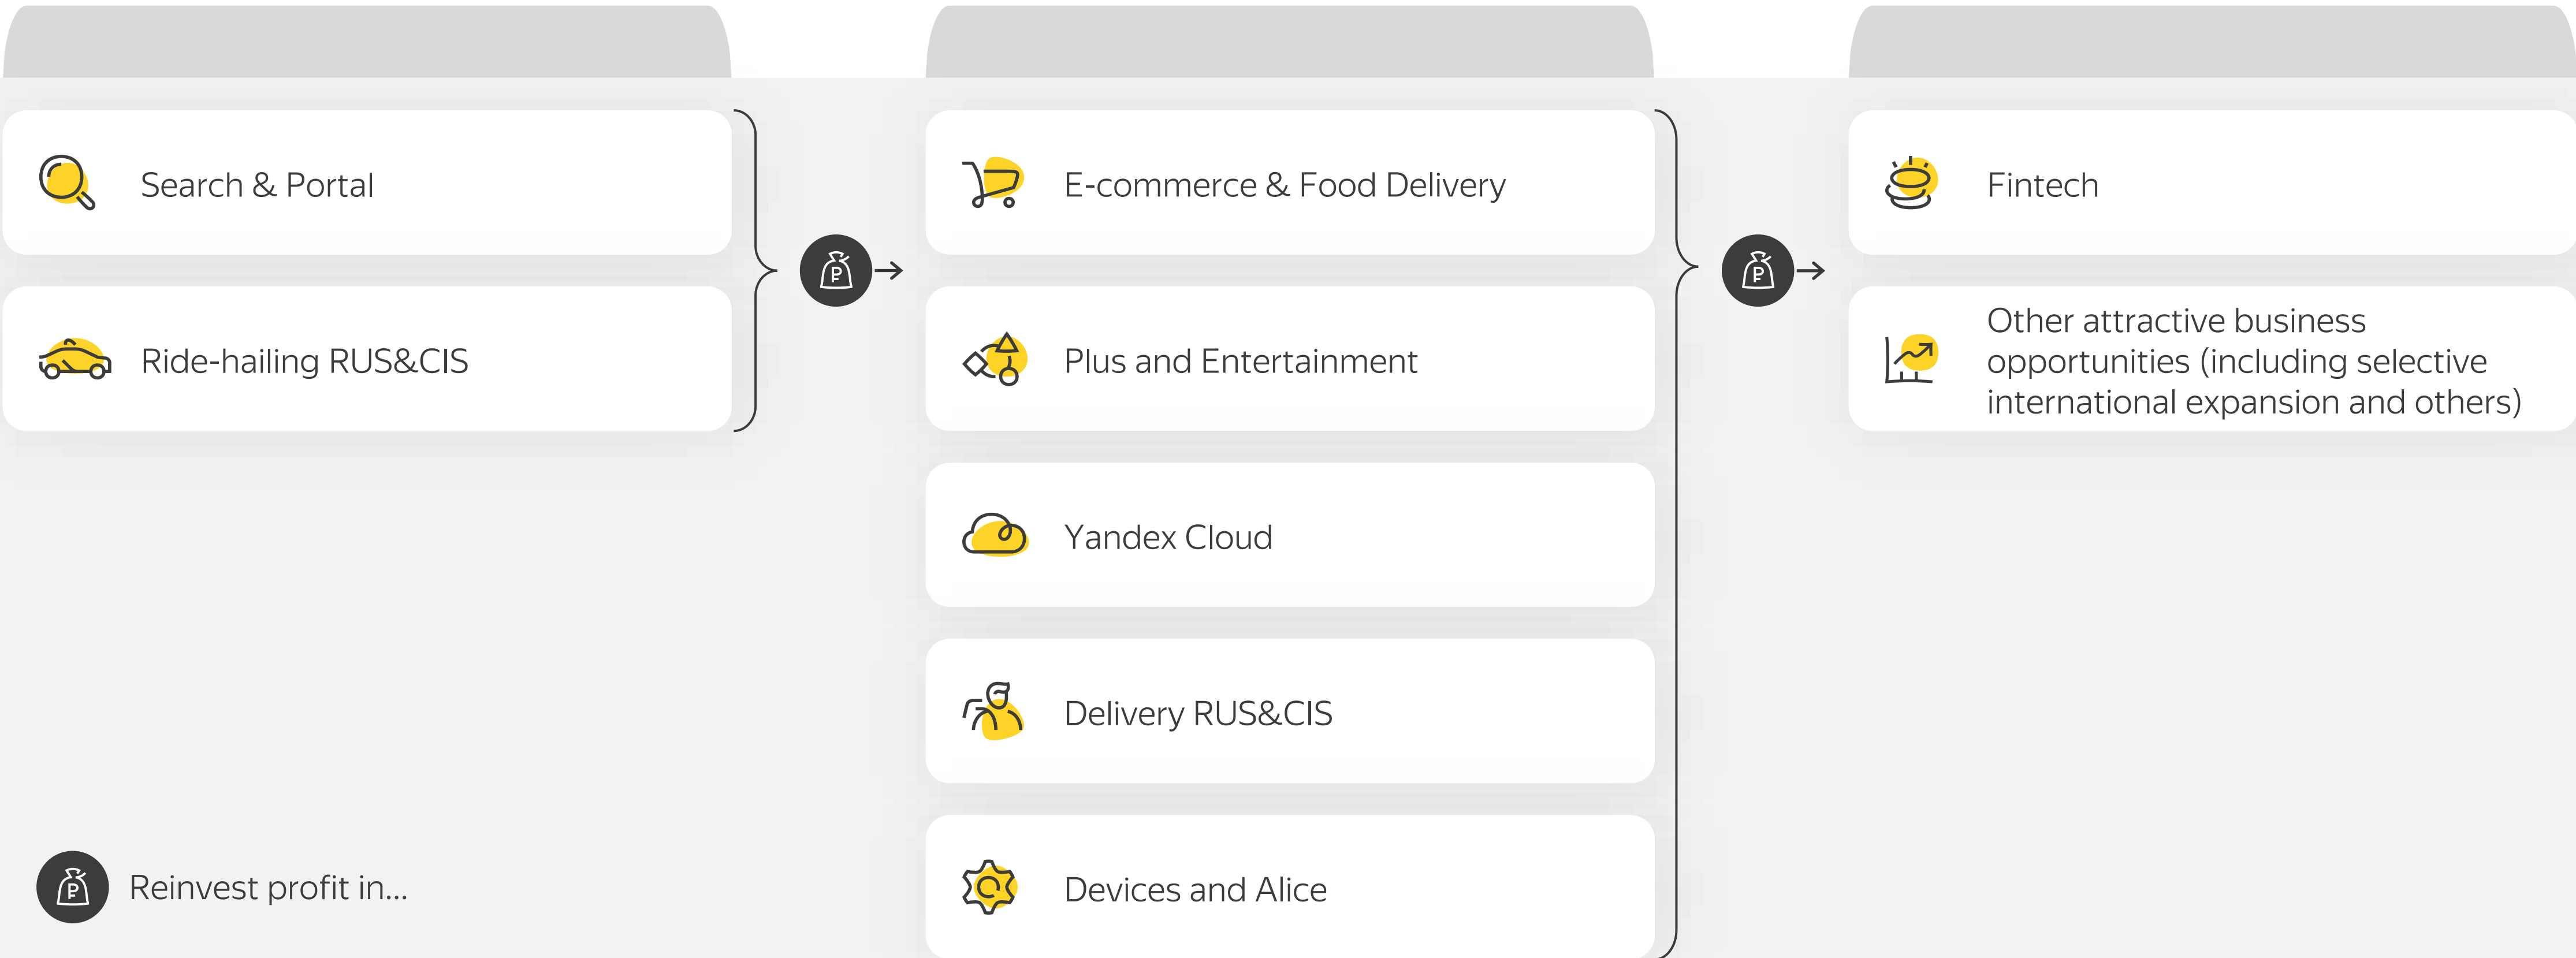 Search & Portal
Ride-hailing RUS&CIS
E-commerce & Food Delivery
Plus and Entertainment
Yandex Cloud
Delivery RUS&CIS
Devices and Alice
Fintech
Other attractive business
opportunities (including selective
international expansion and others)
Reinvest profit in...